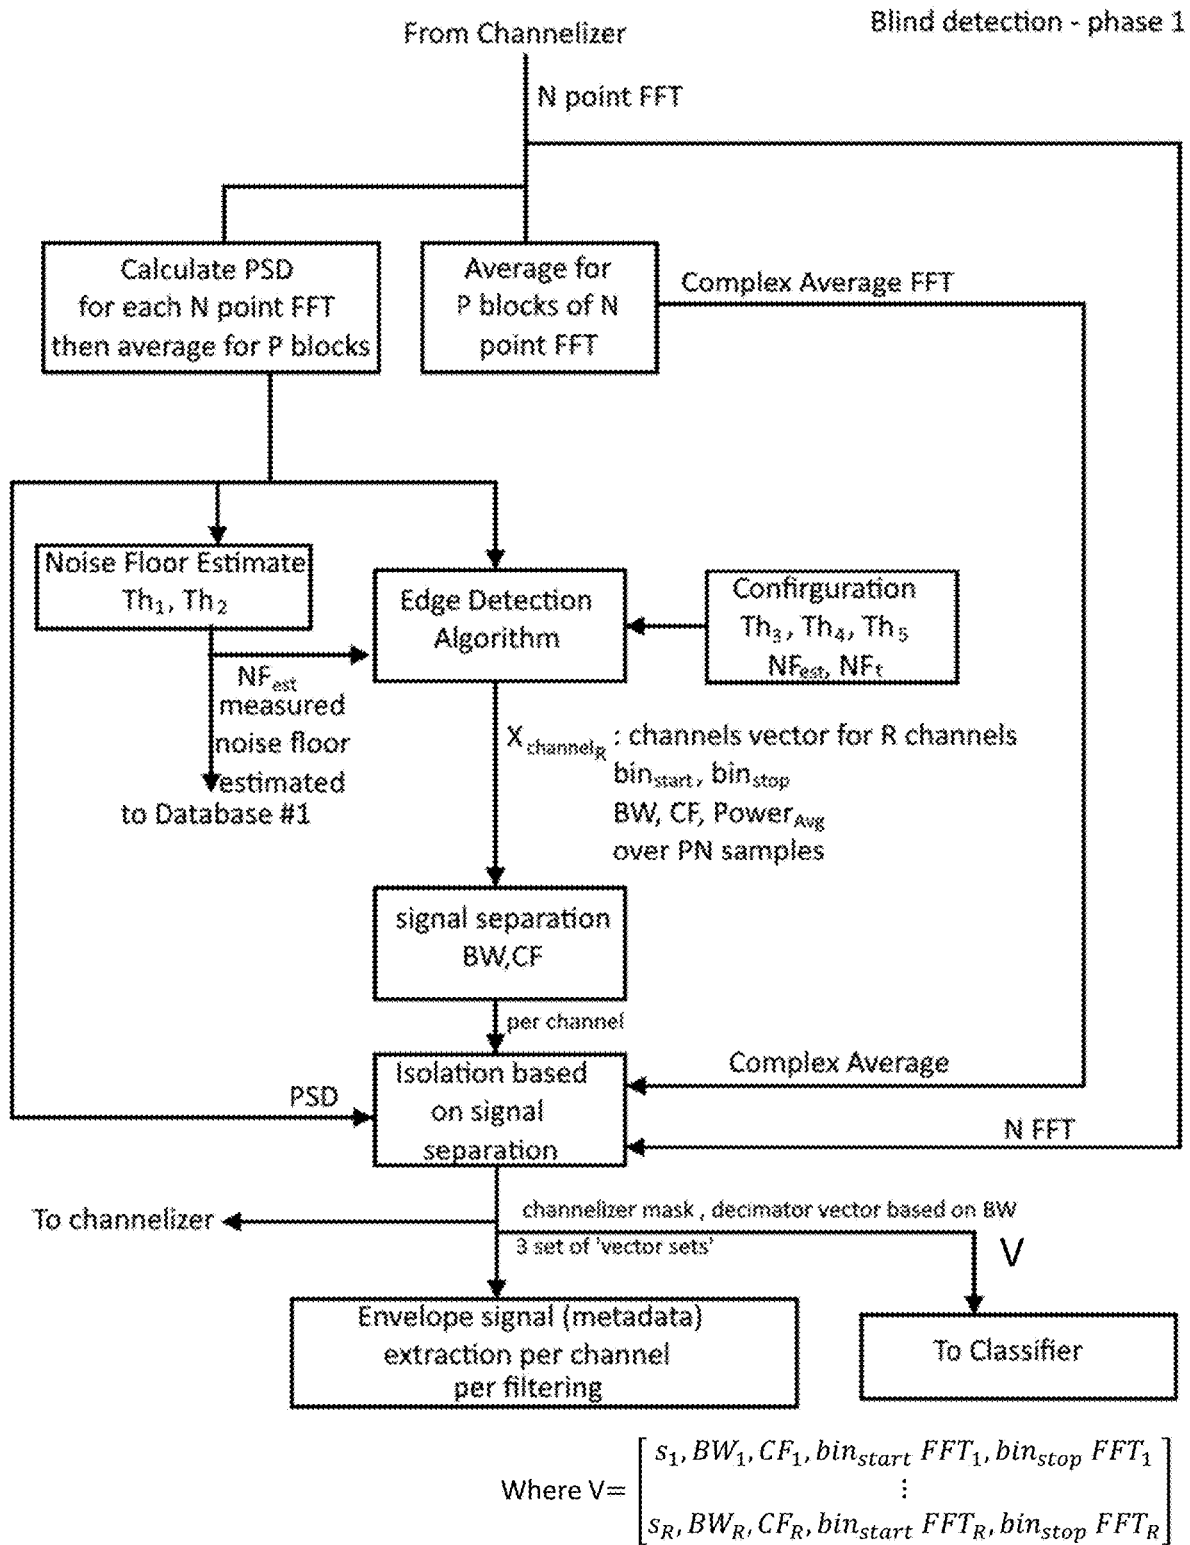 Blind detection - phase 1
From Channelizer
N point FFT
Calculate PSD
for each N point FFT
then average for P blocks
Average for
P blocks of N
point FFT
Complex Average FFT
Noise Floor Estimate
Th₁, Th₂
Edge Detection
Algorithm
Confirguration
Th₃, Th₄, Th₅
NFest, NFt
NFest
measured
noise floor
estimated
to Database #1
XchannelR : channels vector for R channels
binstart, binstop
BW, CF, PowerAvg
over PN samples
signal separation
BW,CF
per channel
Isolation based
on signal
separation
Complex Average
PSD
N FFT
To channelizer
channelizer mask , decimator vector based on BW
3 set of 'vector sets'
V
Envelope signal (metadata)
extraction per channel
per filtering
To Classifier
s₁, BW₁, CF₁, binstart FFT₁, binstop FFT₁
Where V= ⋮
sR, BWR, CFR, binstart FFTR, binstop FFTR